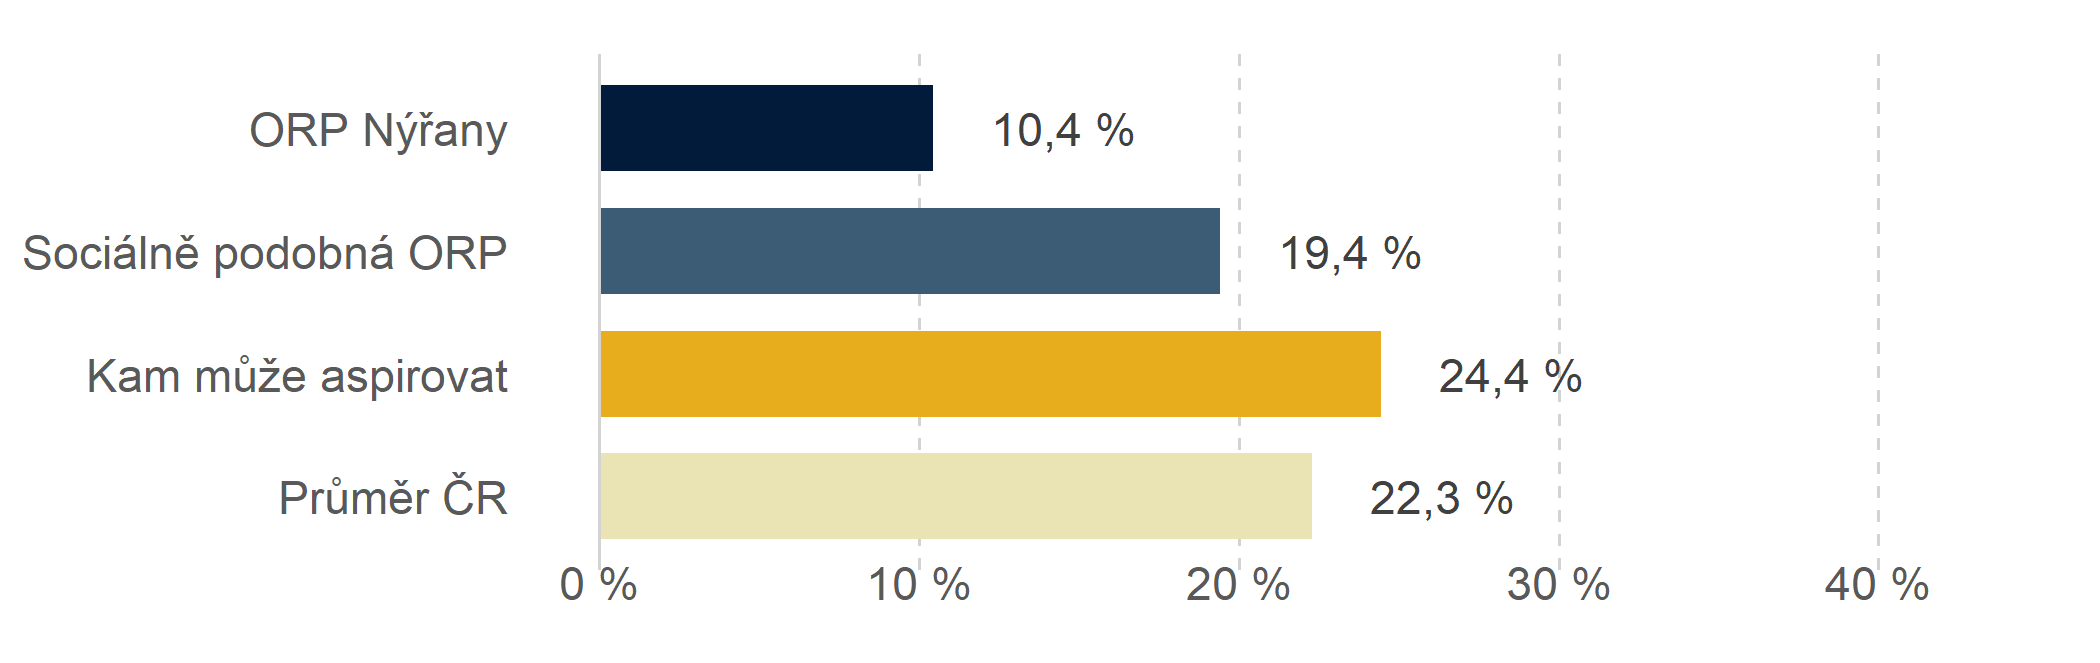 ORP Nýřany 10,4 %
Sociálně podobná ORP 19,4 %
Kam může aspirovat 24,4 %
Průměr ČR 22,3 %
0 % 10 % 20 % 30 % 40 %